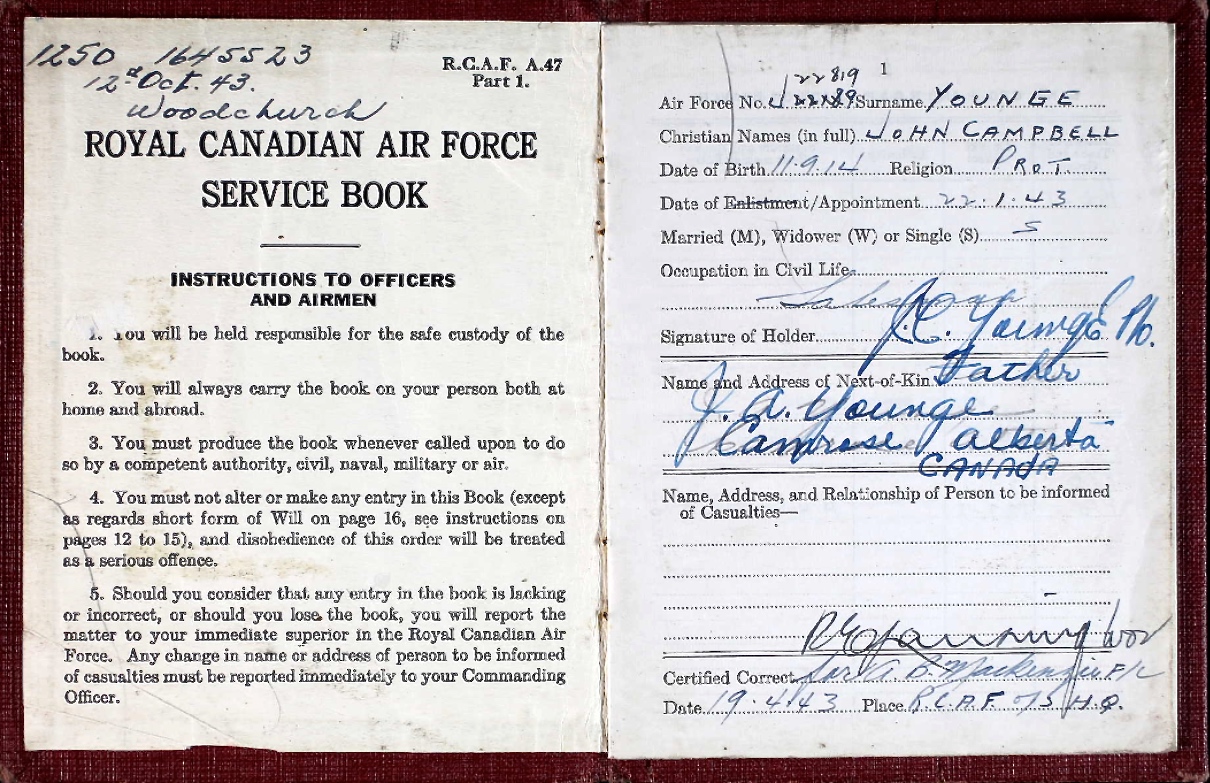 1250 1645523
12 Oct. 43.
Woodchurch
R.C.A.F. A.47
Part 1.
ROYAL CANADIAN AIR FORCE
SERVICE BOOK
INSTRUCTIONS TO OFFICERS
AND AIRMEN
1. You will be held responsible for the safe custody of the
book.
2. You will always carry the book on your person both at
home and abroad.
3. You must produce the book whenever called upon to do
so by a competent authority, civil, naval, military or air.
4. You must not alter or make any entry in this Book (except
as regards short form of Will on page 16, see instructions on
pages 12 to 15), and disobedience of this order will be treated
as a serious offence.
5. Should you consider that any entry in the book is lacking
or incorrect, or should you lose the book, you will report the
matter to your immediate superior in the Royal Canadian Air
Force. Any change in name or address of person to be informed
of casualties must be reported immediately to your Commanding
Officer.
1
22819
Air Force No. J Surname YOUNGE
Christian Names (in full) JOHN CAMPBELL
Date of Birth 11.9.14 Religion PROT.
Date of Enlistment/Appointment 22.1.43
Married (M), Widower (W) or Single (S) S
Occupation in Civil Life
Signature of Holder J.C. Younge P/O.
Name and Address of Next-of-Kin Father
J. A. Younge
Camrose Alberta
CANADA
Name, Address, and Relationship of Person to be informed
of Casualties—
Certified Correct for F/L
Date 19.4.43 Place R.C.A.F. O/S H.Q.